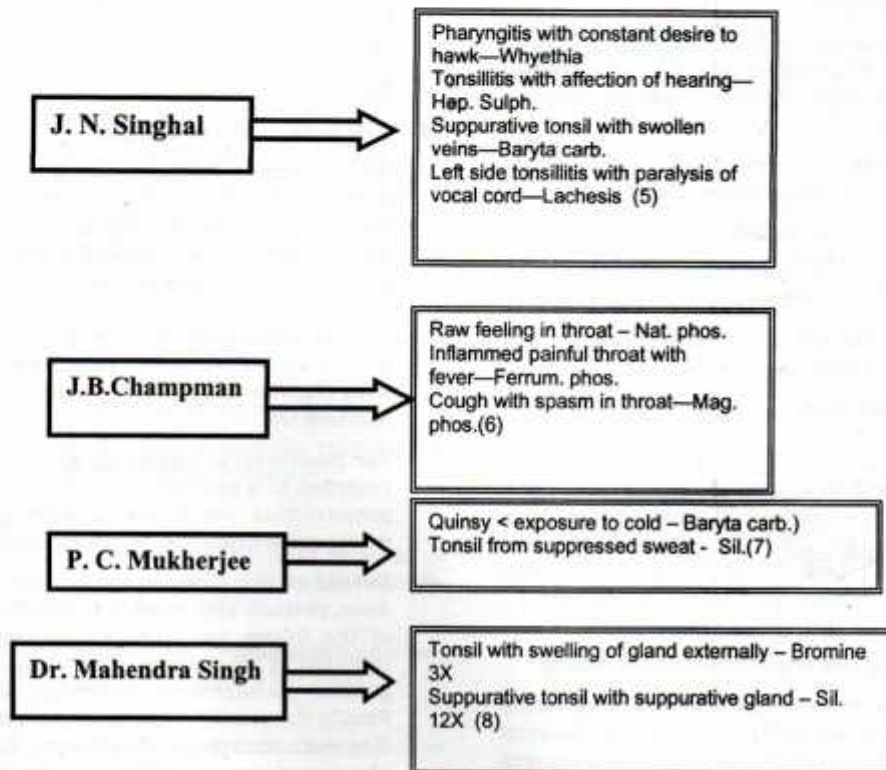 J. N. Singhal
Pharyngitis with constant desire to
hawk—Whyethia
Tonsillitis with affection of hearing—
Hep. Sulph.
Suppurative tonsil with swollen
veins—Baryta carb.
Left side tonsillitis with paralysis of
vocal cord—Lachesis (5)
J.B.Champman
Raw feeling in throat – Nat. phos.
Inflammed painful throat with
fever—Ferrum. phos.
Cough with spasm in throat—Mag.
phos.(6)
P. C. Mukherjee
Quinsy < exposure to cold – Baryta carb.)
Tonsil from suppressed sweat - Sil.(7)
Dr. Mahendra Singh
Tonsil with swelling of gland externally – Bromine
3X
Suppurative tonsil with suppurative gland – Sil.
12X (8)